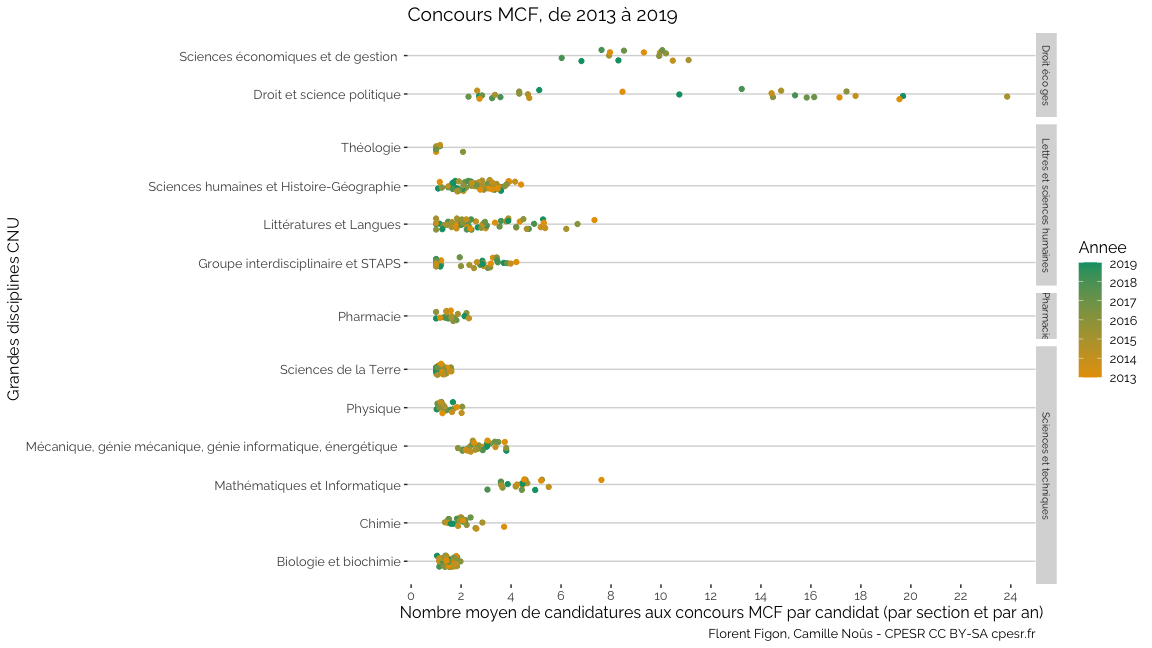 Concours MCF, de 2013 à 2019
Grandes disciplines CNU
Sciences économiques et de gestion
Droit et science politique
Droit éco ges
Théologie
Sciences humaines et Histoire-Géographie
Littératures et Langues
Groupe interdisciplinaire et STAPS
Lettres et sciences humaines
Pharmacie
Pharmacie
Sciences de la Terre
Physique
Mécanique, génie mécanique, génie informatique, énergétique
Mathématiques et Informatique
Chimie
Biologie et biochimie
Sciences et techniques
0 2 4 6 8 10 12 14 16 18 20 22 24
Nombre moyen de candidatures aux concours MCF par candidat (par section et par an)
Florent Figon, Camille Noûs - CPESR CC BY-SA cpesr.fr
Annee
2019
2018
2017
2016
2015
2014
2013